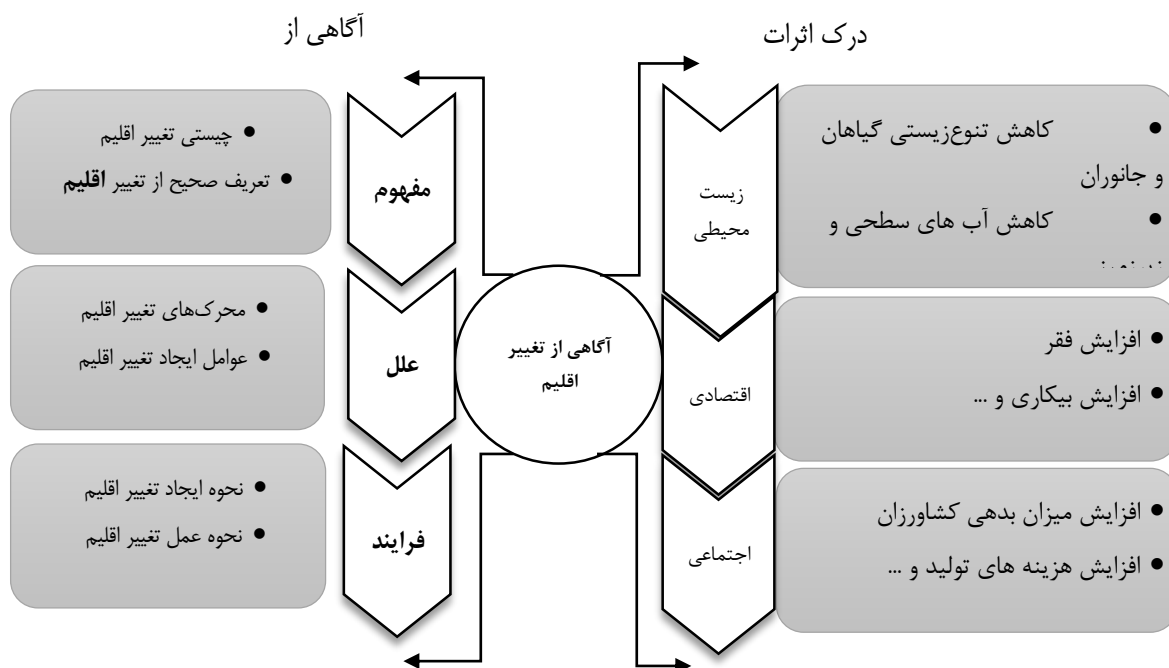 درک اثرات
آگاهی از
• کاهش تنوع‌زیستی گیاهان
و جانوران
• کاهش آب های سطحی و
زیست
محیطی
• افزایش فقر
• افزایش بیکاری و ...
اقتصادی
• افزایش میزان بدهی کشاورزان
• افزایش هزینه های تولید و ...
اجتماعی
آگاهی از تغییر
اقلیم
مفهوم
• چیستی تغییر اقلیم
• تعریف صحیح از تغییر اقلیم
علل
• محرک‌های تغییر اقلیم
• عوامل ایجاد تغییر اقلیم
فرایند
• نحوه ایجاد تغییر اقلیم
• نحوه عمل تغییر اقلیم